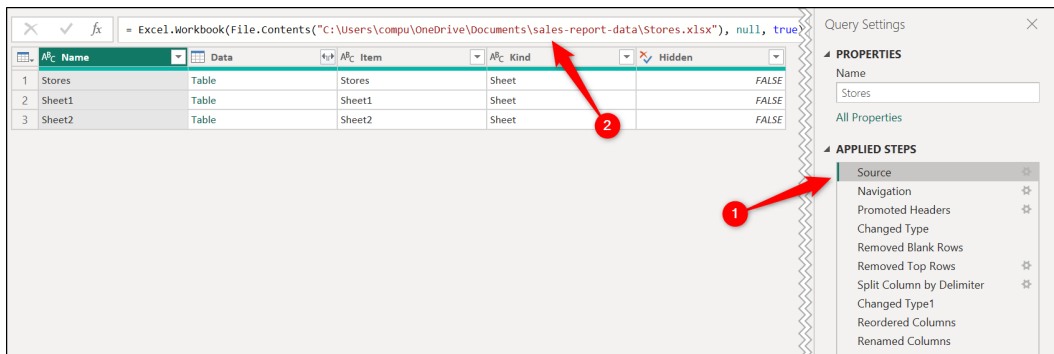 fx = Excel.Workbook(File.Contents("C:\Users\compu\OneDrive\Documents\sales-report-data\Stores.xlsx"), null, true)
ABC Name Data ABC Item ABC Kind Hidden
1 Stores Table Stores Sheet FALSE
2 Sheet1 Table Sheet1 Sheet FALSE
3 Sheet2 Table Sheet2 Sheet FALSE
2
1
Query Settings
PROPERTIES
Name
Stores
All Properties
APPLIED STEPS
Source
Navigation
Promoted Headers
Changed Type
Removed Blank Rows
Removed Top Rows
Split Column by Delimiter
Changed Type1
Reordered Columns
Renamed Columns